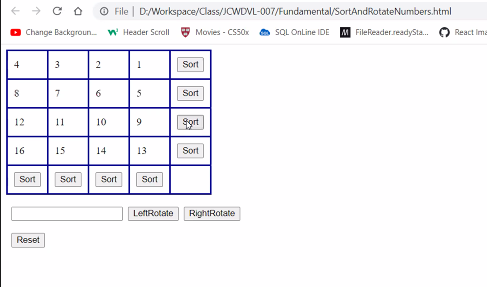 File | D:/Workspace/Class/JCWDVL-007/Fundamental/SortAndRotateNumbers.html
Change Backgroun... Header Scroll Movies - CS50x SQL OnLine IDE FileReader.readySta... React Ima
4 3 2 1 Sort
8 7 6 5 Sort
12 11 10 9 Sort
16 15 14 13 Sort
Sort Sort Sort Sort
LeftRotate RightRotate
Reset